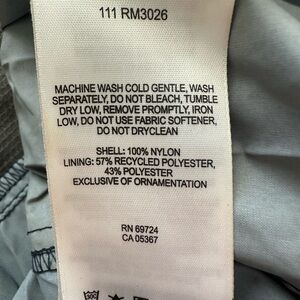 111 RM3026
MACHINE WASH COLD GENTLE, WASH
SEPARATELY, DO NOT BLEACH, TUMBLE
DRY LOW, REMOVE PROMPTLY, IRON
LOW, DO NOT USE FABRIC SOFTENER,
DO NOT DRYCLEAN
SHELL: 100% NYLON
LINING: 57% RECYCLED POLYESTER,
43% POLYESTER
EXCLUSIVE OF ORNAMENTATION
RN 69724
CA 05367